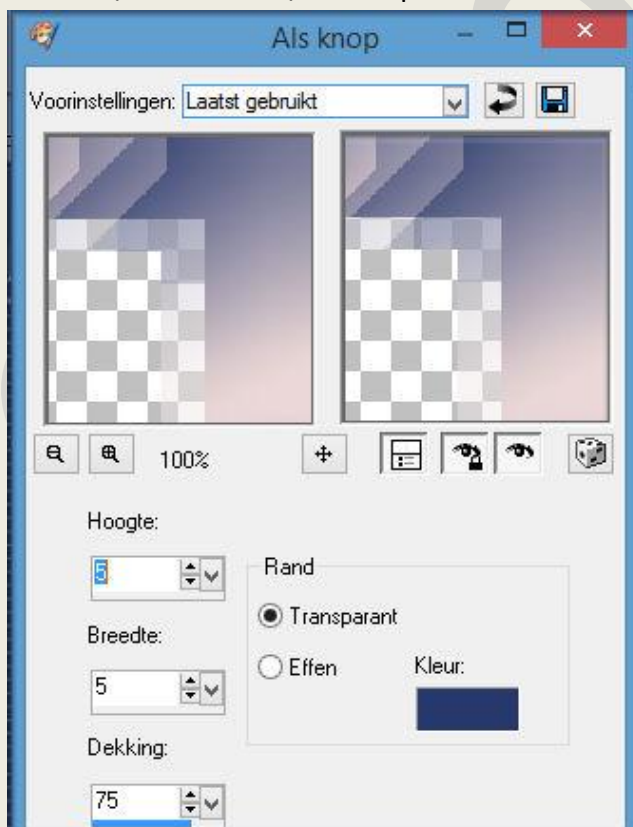 Als knop
Voorinstellingen: Laatst gebruikt
100%
Hoogte:
5
Rand
Transparant
Breedte:
Effen
Kleur:
5
Dekking:
75